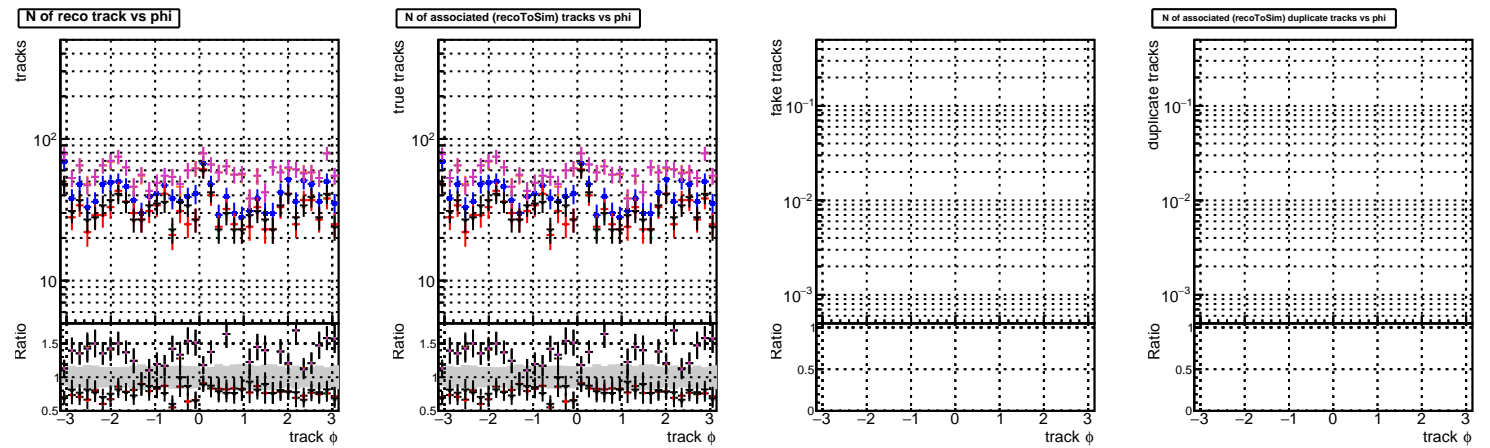 N of reco track vs phi
tracks
10²
10
Ratio
1.5
1
0.5
−3 −2 −1 0 1 2 3
track ϕ
N of associated (recoToSim) tracks vs phi
true tracks
10²
10
Ratio
1.5
1
0.5
−3 −2 −1 0 1 2 3
track ϕ
fake tracks
10⁻¹
10⁻²
10⁻³
Ratio
1
0.5
0
−3 −2 −1 0 1 2 3
track ϕ
N of associated (recoToSim) duplicate tracks vs phi
duplicate tracks
10⁻¹
10⁻²
10⁻³
Ratio
1
0.5
0
−3 −2 −1 0 1 2 3
track ϕ